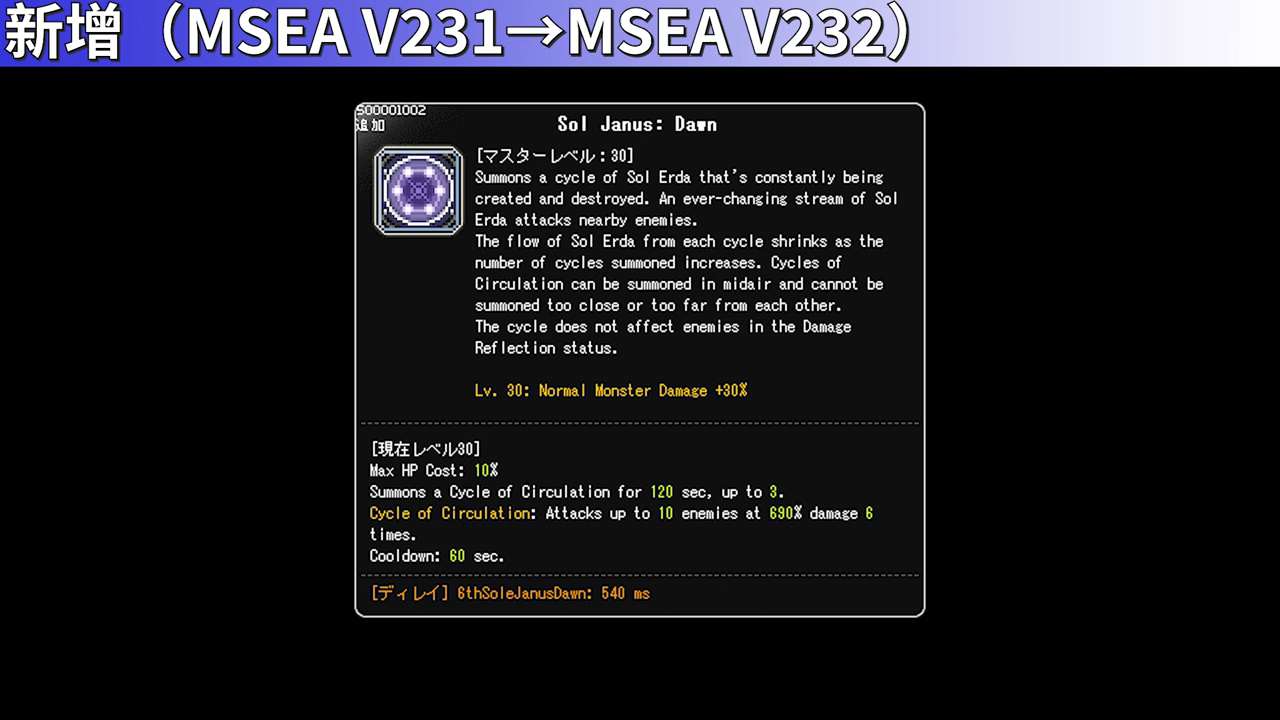 新增（MSEA V231→MSEA V232）
S00001002
追加
Sol Janus: Dawn
[マスターレベル：30]
Summons a cycle of Sol Erda that's constantly being
created and destroyed. An ever-changing stream of Sol
Erda attacks nearby enemies.
The flow of Sol Erda from each cycle shrinks as the
number of cycles summoned increases. Cycles of
Circulation can be summoned in midair and cannot be
summoned too close or too far from each other.
The cycle does not affect enemies in the Damage
Reflection status.
Lv. 30: Normal Monster Damage +30%
[現在レベル30]
Max HP Cost: 10%
Summons a Cycle of Circulation for 120 sec, up to 3.
Cycle of Circulation: Attacks up to 10 enemies at 690% damage 6
times.
Cooldown: 60 sec.
[ディレイ] 6thSoleJanusDawn: 540 ms